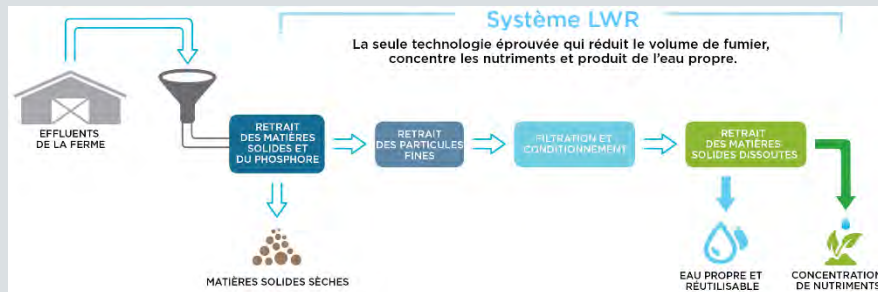 Système LWR
La seule technologie éprouvée qui réduit le volume de fumier,
concentre les nutriments et produit de l'eau propre.
EFFLUENTS
DE LA FERME
RETRAIT
DES MATIÈRES
SOLIDES ET
DU PHOSPHORE
RETRAIT
DES PARTICULES
FINES
FILTRATION ET
CONDITIONNEMENT
RETRAIT
DES MATIÈRES
SOLIDES DISSOUTES
MATIÈRES SOLIDES SÈCHES
EAU PROPRE ET
RÉUTILISABLE
CONCENTRATION
DE NUTRIMENTS